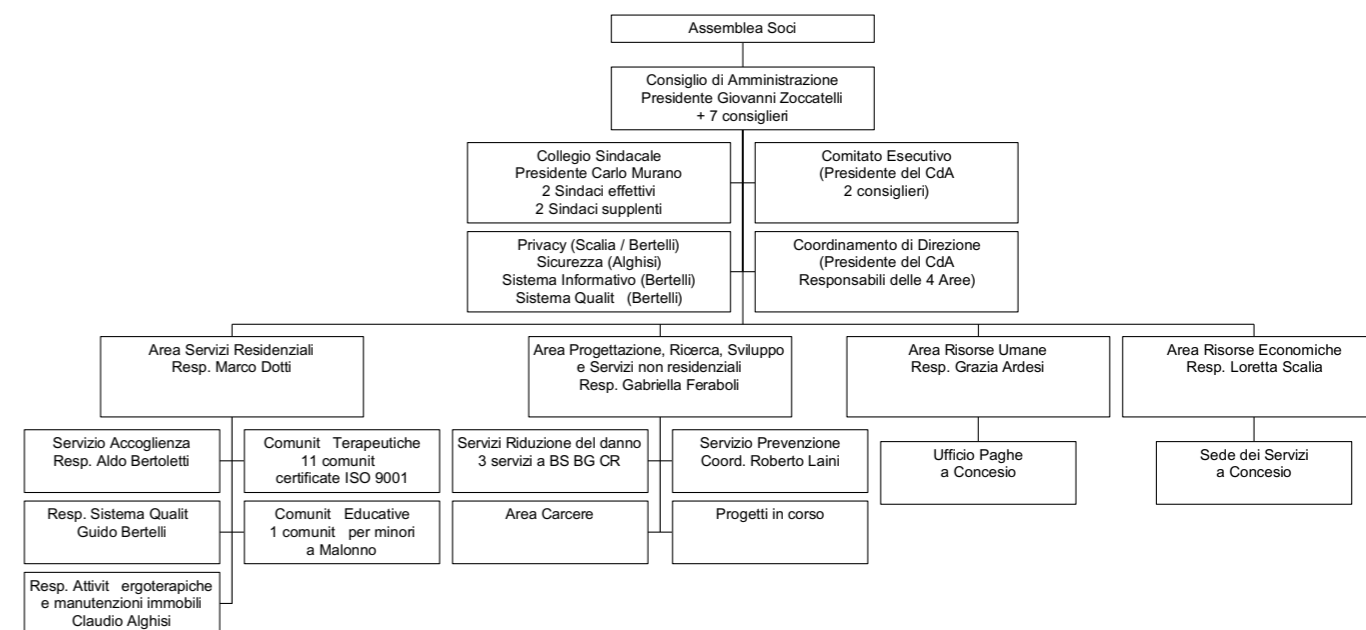 Assemblea Soci
Consiglio di Amministrazione
Presidente Giovanni Zoccatelli
+ 7 consiglieri
Collegio Sindacale
Presidente Carlo Murano
2 Sindaci effettivi
2 Sindaci supplenti
Comitato Esecutivo
(Presidente del CdA
2 consiglieri)
Privacy (Scalia / Bertelli)
Sicurezza (Alghisi)
Sistema Informativo (Bertelli)
Sistema Qualit (Bertelli)
Coordinamento di Direzione
(Presidente del CdA
Responsabili delle 4 Aree)
Area Servizi Residenziali
Resp. Marco Dotti
Area Progettazione, Ricerca, Sviluppo
e Servizi non residenziali
Resp. Gabriella Feraboli
Area Risorse Umane
Resp. Grazia Ardesi
Area Risorse Economiche
Resp. Loretta Scalia
Servizio Accoglienza
Resp. Aldo Bertoletti
Comunit Terapeutiche
11 comunit
certificate ISO 9001
Servizi Riduzione del danno
3 servizi a BS BG CR
Servizio Prevenzione
Coord. Roberto Laini
Ufficio Paghe
a Concesio
Sede dei Servizi
a Concesio
Resp. Sistema Qualit
Guido Bertelli
Comunit Educative
1 comunit per minori
a Malonno
Area Carcere
Progetti in corso
Resp. Attivit ergoterapiche
e manutenzioni immobili
Claudio Alghisi